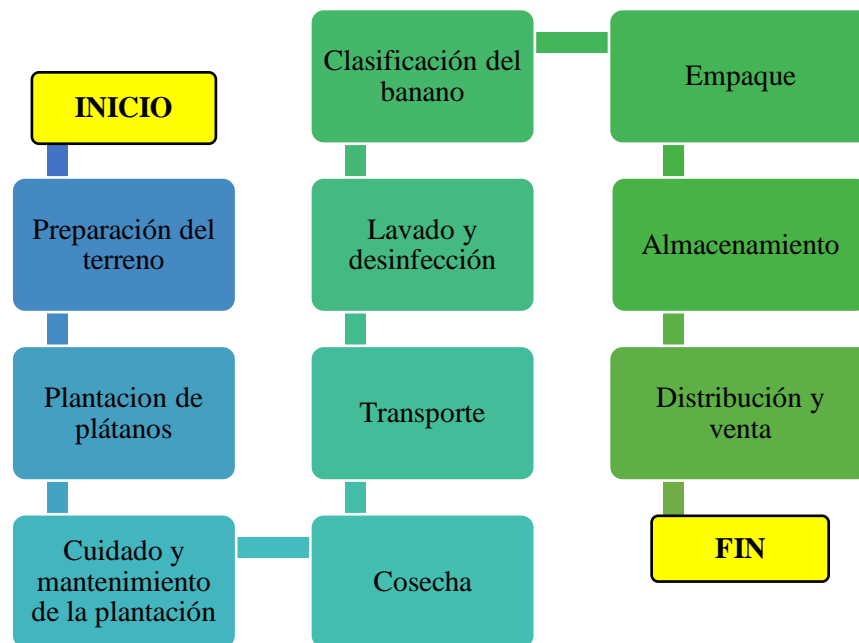 INICIO
Preparación del
terreno
Plantacion de
plátanos
Cuidado y
mantenimiento
de la plantación
Cosecha
Transporte
Lavado y
desinfección
Clasificación del
banano
Empaque
Almacenamiento
Distribución y
venta
FIN